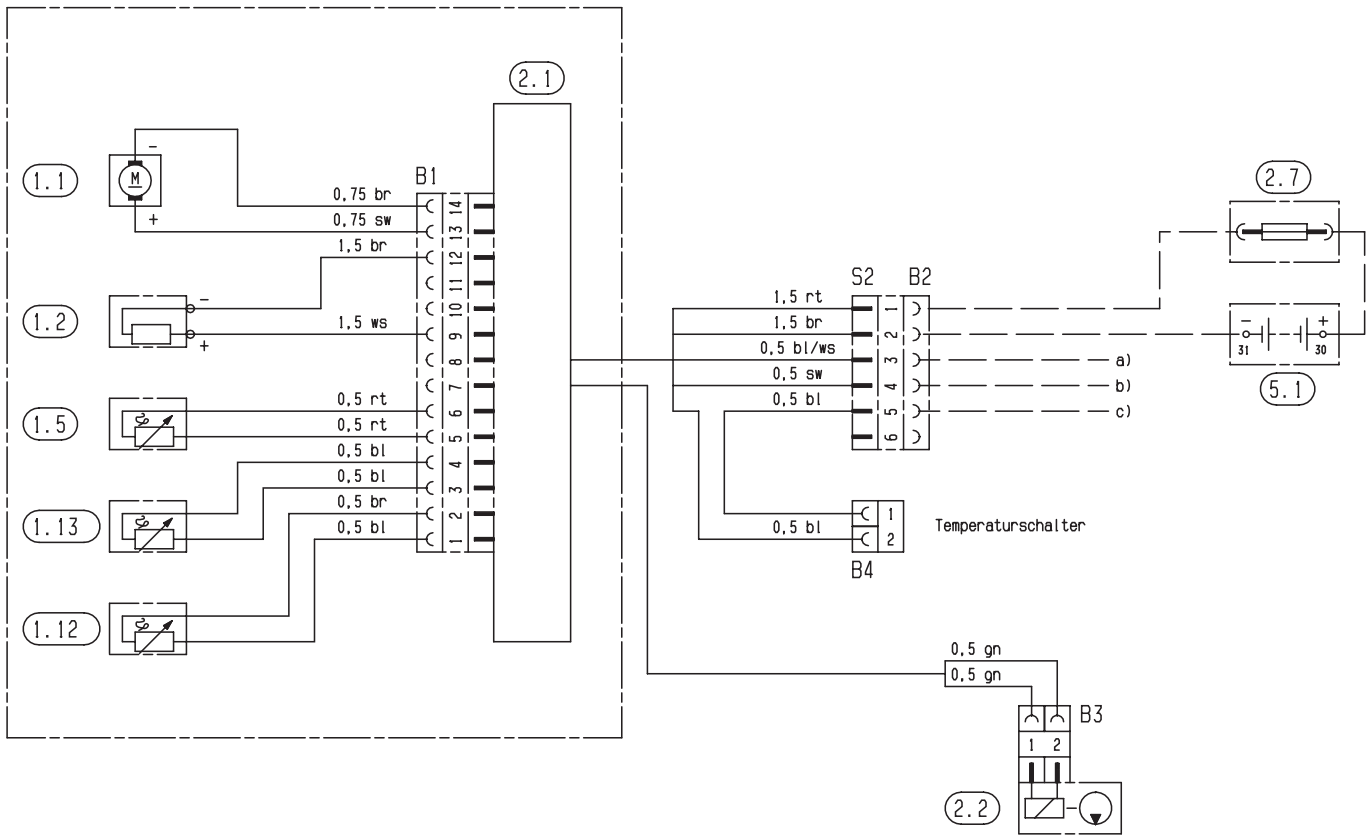 2.1
1.1
M
-
+
0,75 br
0,75 sw
1,5 br
B1
14
13
12
11
10
9
8
7
6
5
4
3
2
1
1.2
-
+
1,5 ws
1.5
0,5 rt
0,5 rt
0,5 bl
0,5 bl
0,5 br
0,5 bl
1.13
1.12
2.7
S2 B2
1,5 rt
1,5 br
0,5 bl/ws
0,5 sw
0,5 bl
1
2
3
4
5
6
a)
b)
c)
- +
31 30
5.1
0,5 bl
1
2
B4
Temperaturschalter
0,5 gn
0,5 gn
B3
1 2
2.2